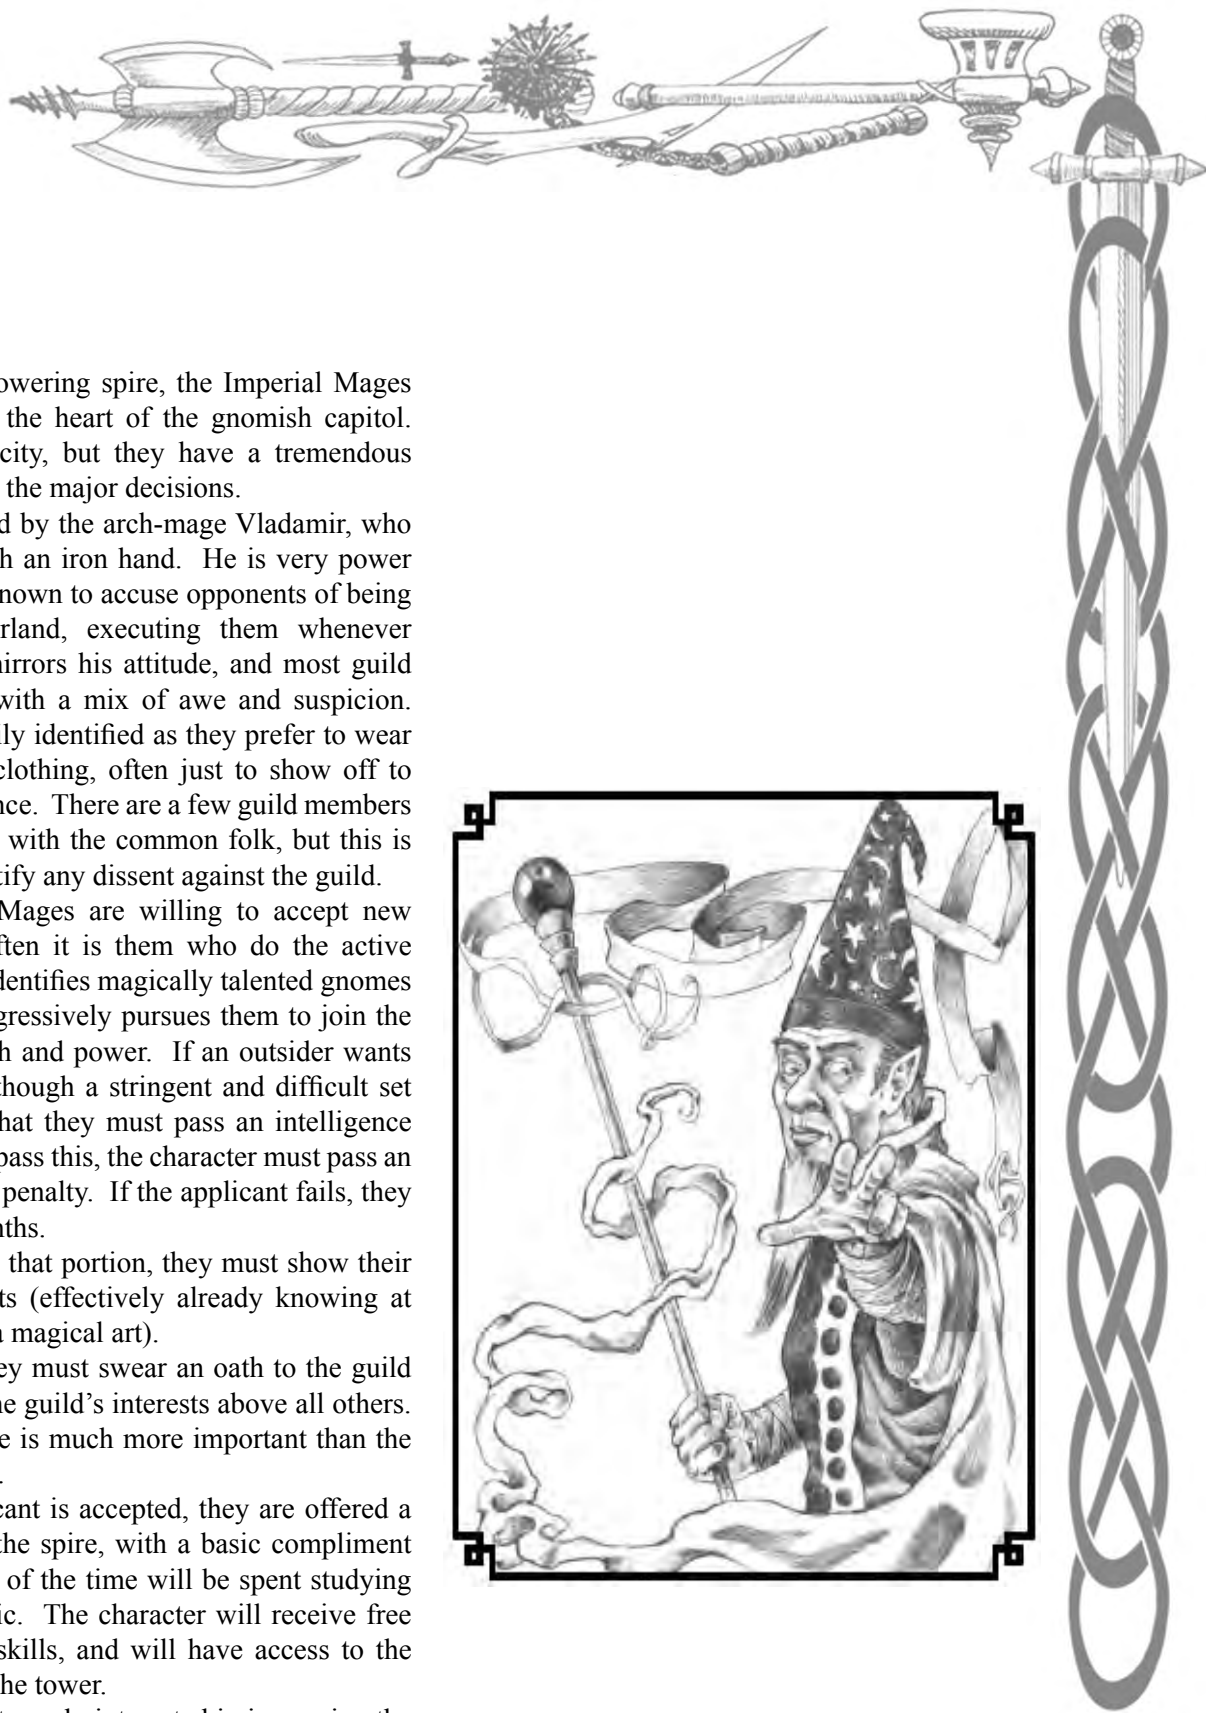 owering spire, the Imperial Mages
the heart of the gnomish capitol.
city, but they have a tremendous
the major decisions.
d by the arch-mage Vladamir, who
h an iron hand. He is very power
nown to accuse opponents of being
rland, executing them whenever
irrors his attitude, and most guild
with a mix of awe and suspicion.
ily identified as they prefer to wear
clothing, often just to show off to
nce. There are a few guild members
with the common folk, but this is
tify any dissent against the guild.
Mages are willing to accept new
ften it is them who do the active
dentifies magically talented gnomes
gressively pursues them to join the
h and power. If an outsider wants
though a stringent and difficult set
hat they must pass an intelligence
pass this, the character must pass an
penalty. If the applicant fails, they
nths.
that portion, they must show their
ts (effectively already knowing at
a magical art).
ey must swear an oath to the guild
he guild's interests above all others.
e is much more important than the
.
cant is accepted, they are offered a
the spire, with a basic compliment
of the time will be spent studying
ic. The character will receive free
skills, and will have access to the
he tower.